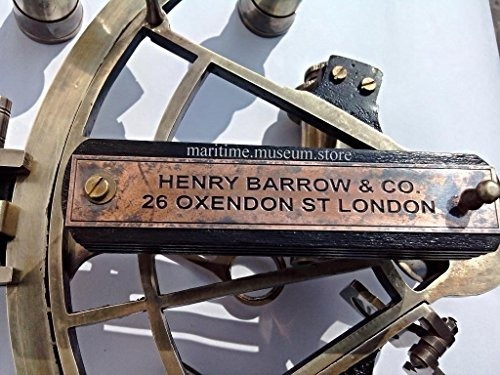 maritime.museum.store
HENRY BARROW & CO.
26 OXENDON ST LONDON